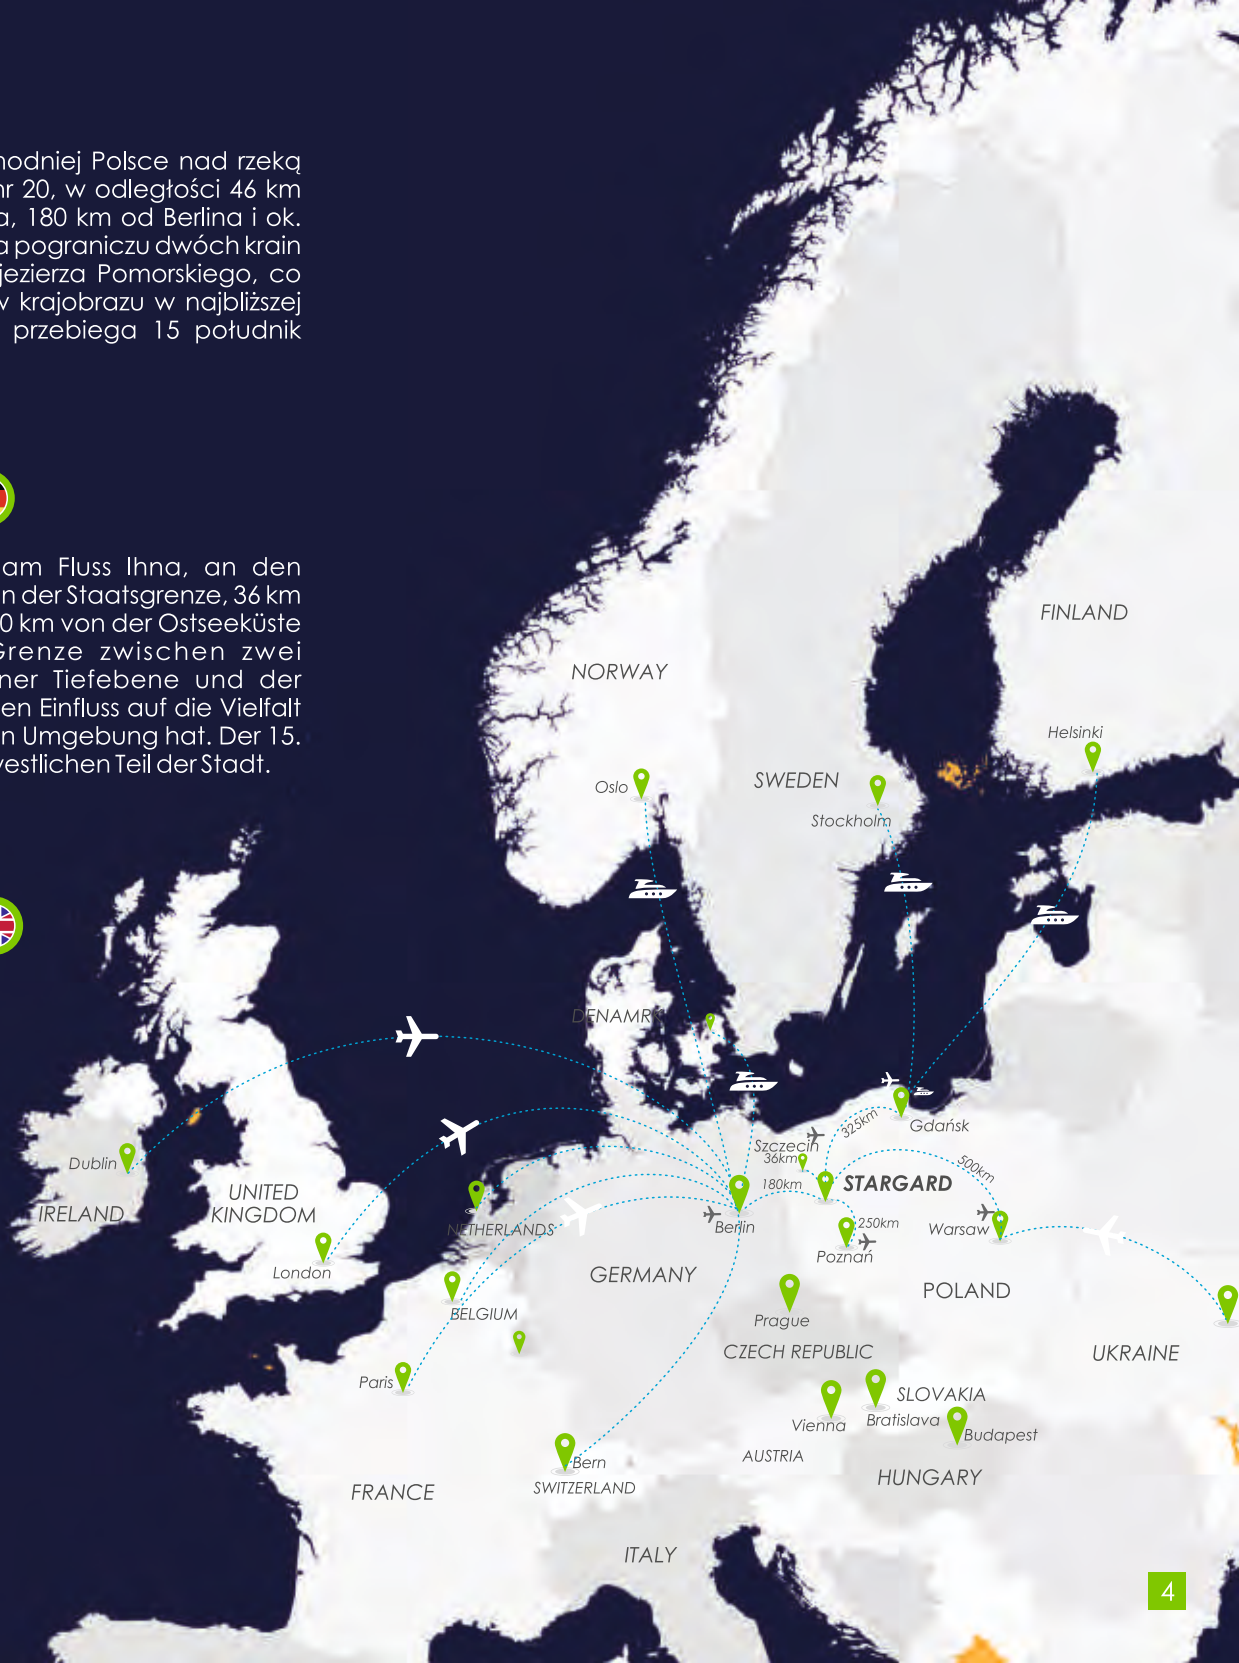 hodniej Polsce nad rzeką
nr 20, w odległości 46 km
a, 180 km od Berlina i ok.
a pograniczu dwóch krain
jezierza Pomorskiego, co
w krajobrazu w najbliższej
przebiega 15 południk
am Fluss Ihna, an den
n der Staatsgrenze, 36 km
0 km von der Ostseeküste
Grenze zwischen zwei
ner Tiefebene und der
en Einfluss auf die Vielfalt
n Umgebung hat. Der 15.
westlichen Teil der Stadt.
FINLAND
NORWAY
Helsinki
SWEDEN
Oslo
Stockholm
DENAMRK
325km
Gdańsk
Szczecin
36km
180km
STARGARD
500km
Dublin
IRELAND
UNITED
KINGDOM
NETHERLANDS
Berlin
250km
Warsaw
Poznań
London
GERMANY
POLAND
BELGIUM
Prague
CZECH REPUBLIC
UKRAINE
Paris
SLOVAKIA
Vienna
Bratislava
Budapest
AUSTRIA
Bern
SWITZERLAND
HUNGARY
FRANCE
ITALY
4